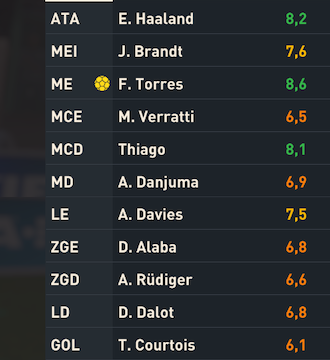 ATA E. Haaland 8,2
MEI J. Brandt 7,6
ME F. Torres 8,6
MCE M. Verratti 6,5
MCD Thiago 8,1
MD A. Danjuma 6,9
LE A. Davies 7,5
ZGE D. Alaba 6,8
ZGD A. Rüdiger 6,6
LD D. Dalot 6,8
GOL T. Courtois 6,1